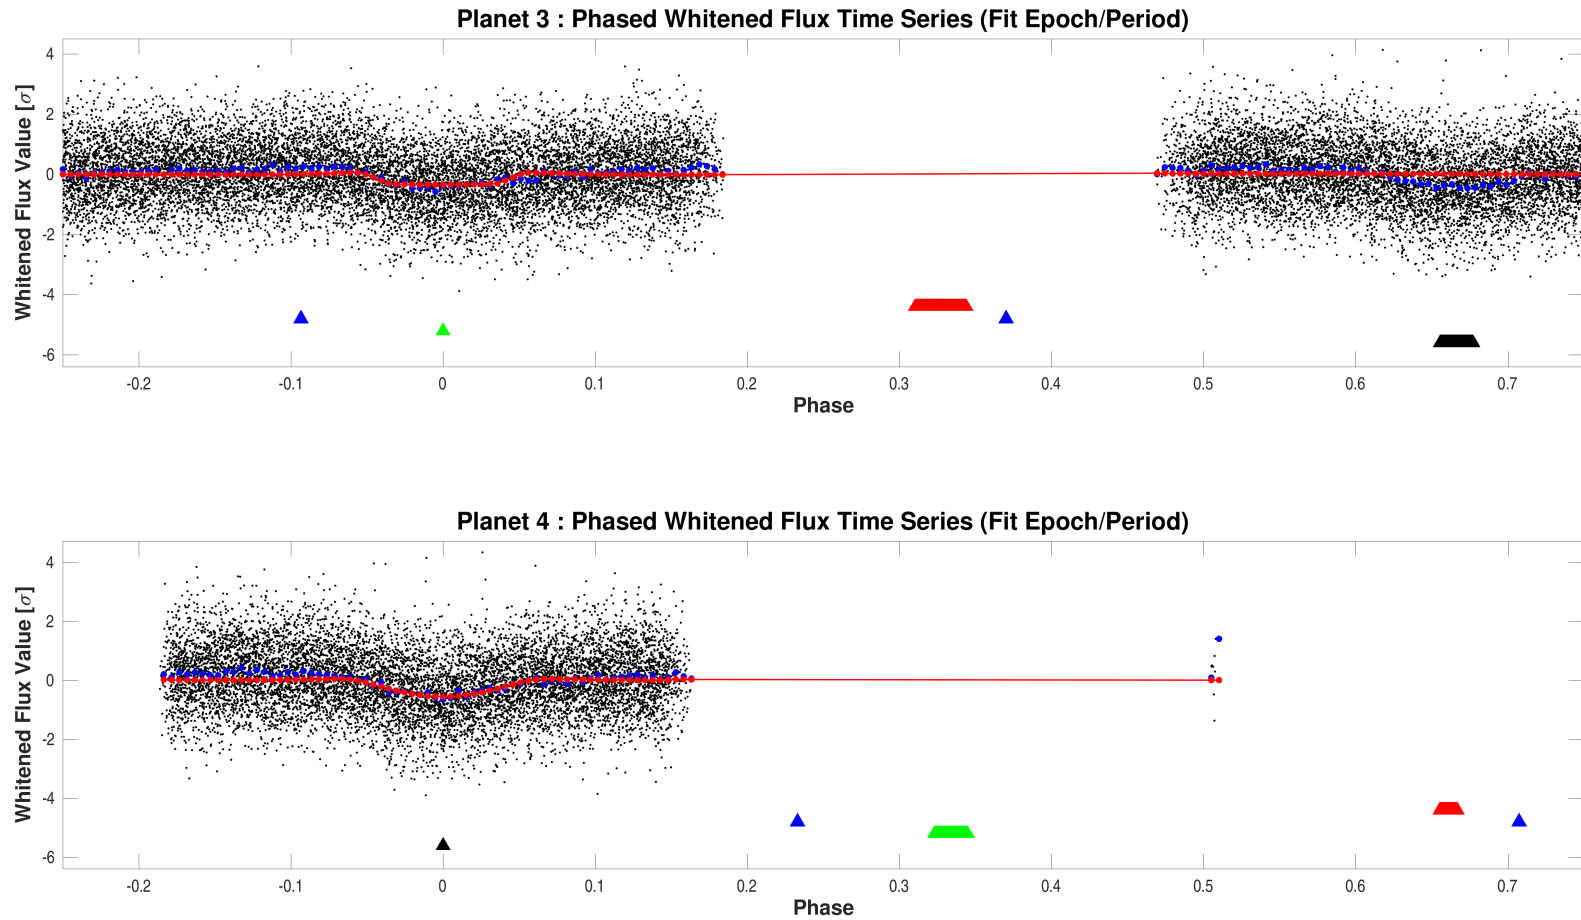 Planet 3 : Phased Whitened Flux Time Series (Fit Epoch/Period)
Whitened Flux Value [σ]
4
2
0
-2
-4
-6
-0.2 -0.1 0 0.1 0.2 0.3 0.4 0.5 0.6 0.7
Phase
Planet 4 : Phased Whitened Flux Time Series (Fit Epoch/Period)
Whitened Flux Value [σ]
4
2
0
-2
-4
-6
-0.2 -0.1 0 0.1 0.2 0.3 0.4 0.5 0.6 0.7
Phase